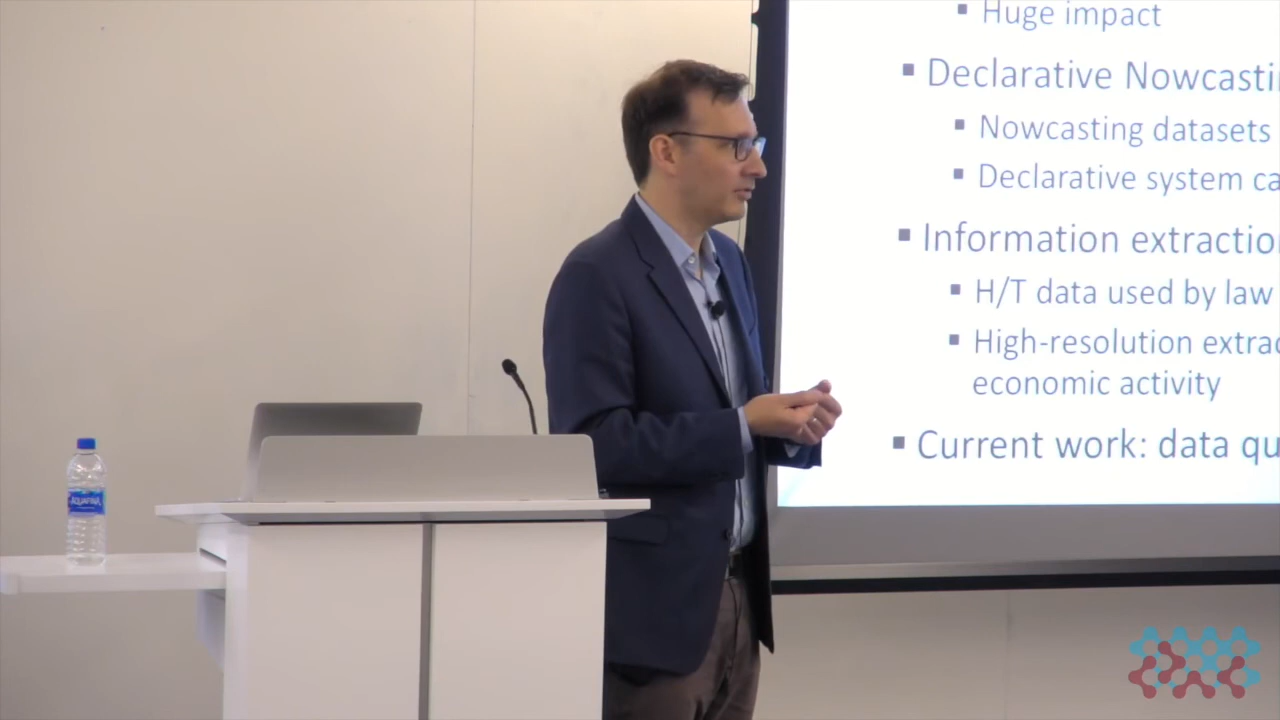 Huge impact
Declarative Nowcasti
Nowcasting datasets
Declarative system ca
Information extractio
H/T data used by law
High-resolution extrac
economic activity
Current work: data qu
AQUAFINA